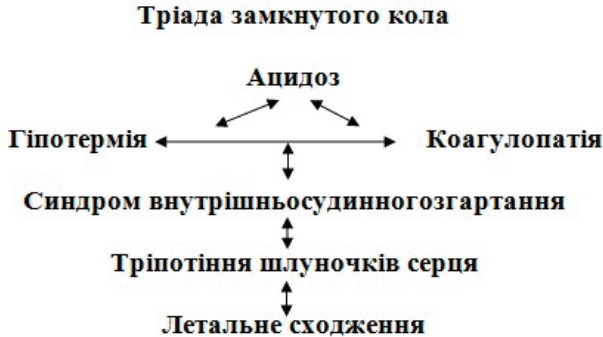 Тріада замкнутого кола
Ацидоз
Гіпотермія Коагулопатія
Синдром внутрішньосудинногозгартання
Тріпотіння шлуночків серця
Летальне сходження